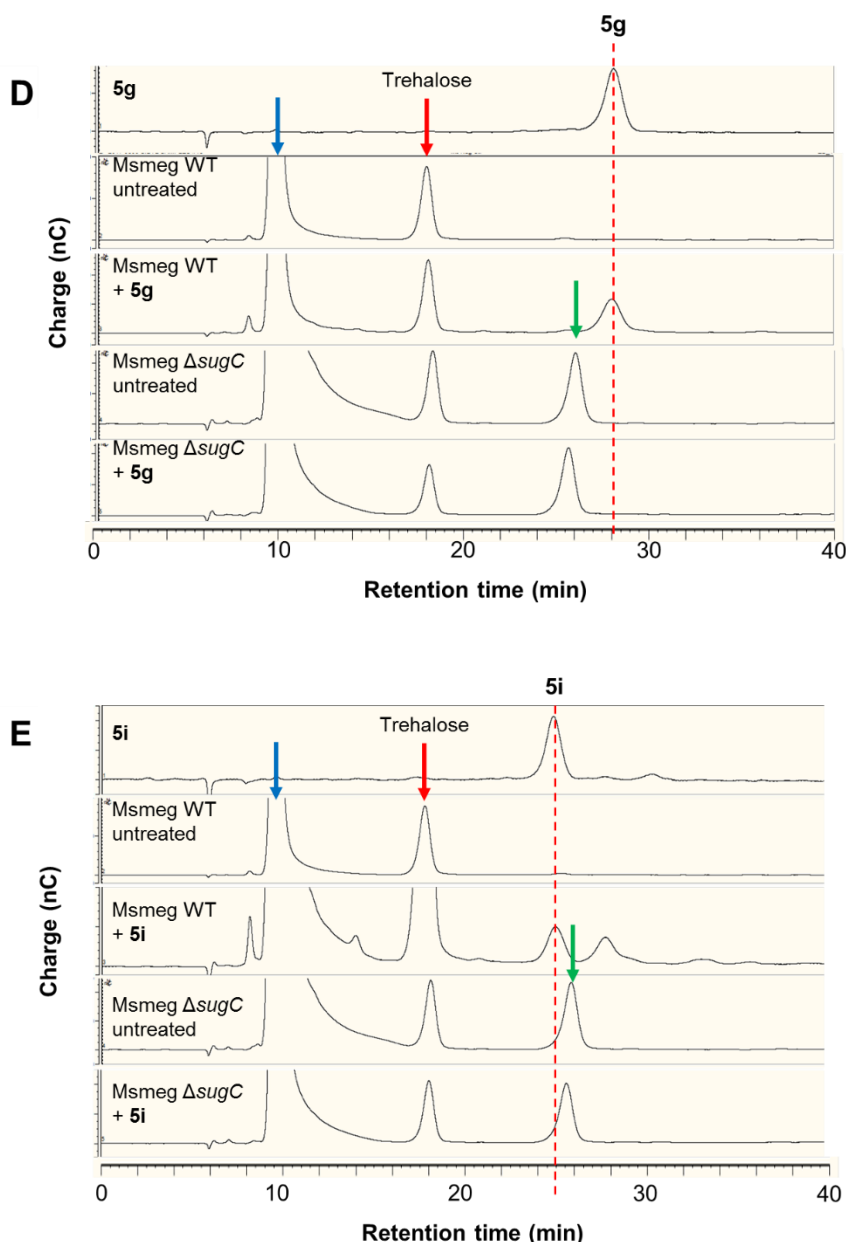 5g
D
5g
Trehalose
Msmeg WT
untreated
Msmeg WT
+ 5g
Msmeg ΔsugC
untreated
Msmeg ΔsugC
+ 5g
Charge (nC)
0 10 20 30 40
Retention time (min)
5i
E
5i
Trehalose
Msmeg WT
untreated
Msmeg WT
+ 5i
Msmeg ΔsugC
untreated
Msmeg ΔsugC
+ 5i
Charge (nC)
0 10 20 30 40
Retention time (min)